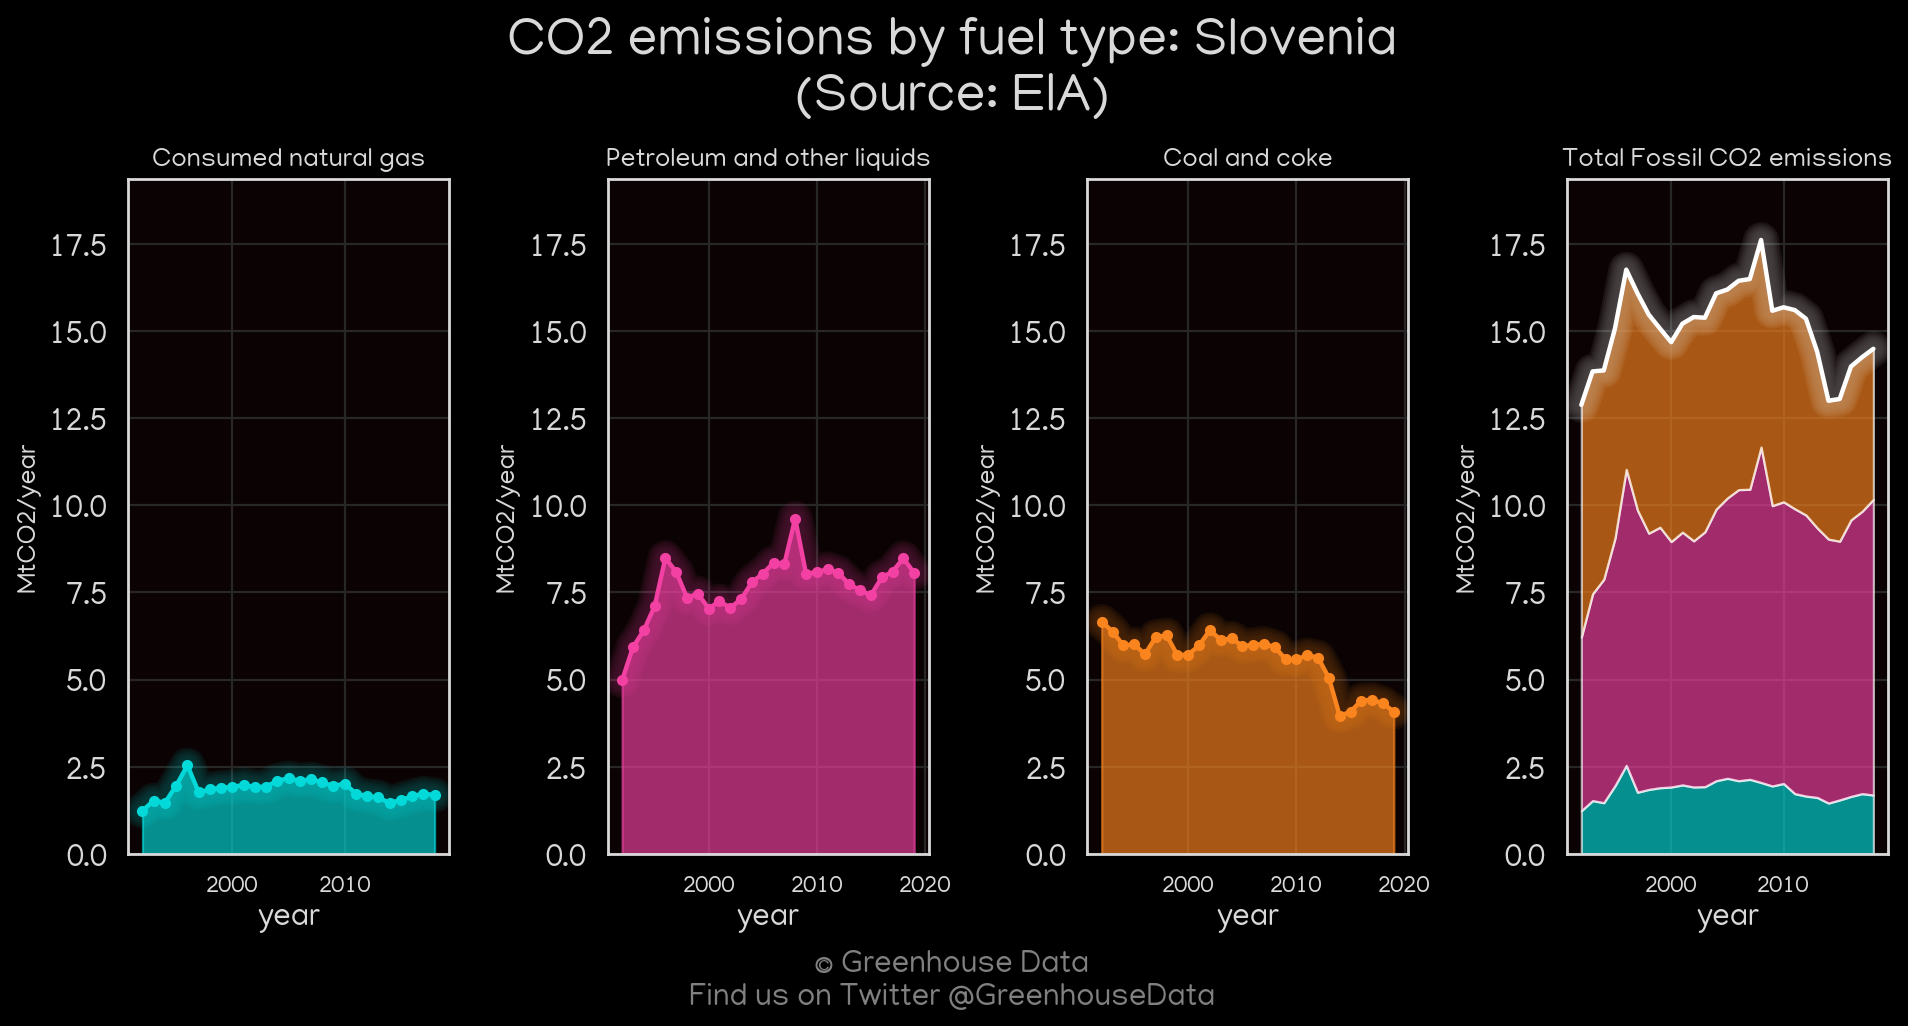 CO2 emissions by fuel type: Slovenia
(Source: EIA)
Consumed natural gas
Petroleum and other liquids
Coal and coke
Total Fossil CO2 emissions
MtCO2/year
17.5
15.0
12.5
10.0
7.5
5.0
2.5
0.0
2000
2010
year
MtCO2/year
17.5
15.0
12.5
10.0
7.5
5.0
2.5
0.0
2000
2010
2020
year
MtCO2/year
17.5
15.0
12.5
10.0
7.5
5.0
2.5
0.0
2000
2010
2020
year
MtCO2/year
17.5
15.0
12.5
10.0
7.5
5.0
2.5
0.0
2000
2010
year
© Greenhouse Data
Find us on Twitter @GreenhouseData